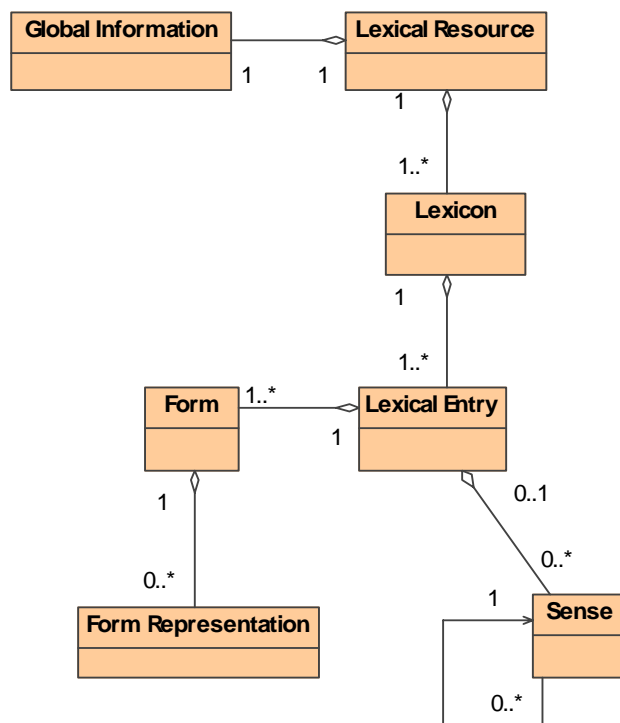 Global Information
Lexical Resource
1
1
1
1..*
Lexicon
1
1..*
Form
1..*
Lexical Entry
1
1
0..1
0..*
0..*
Form Representation
1
Sense
0..*